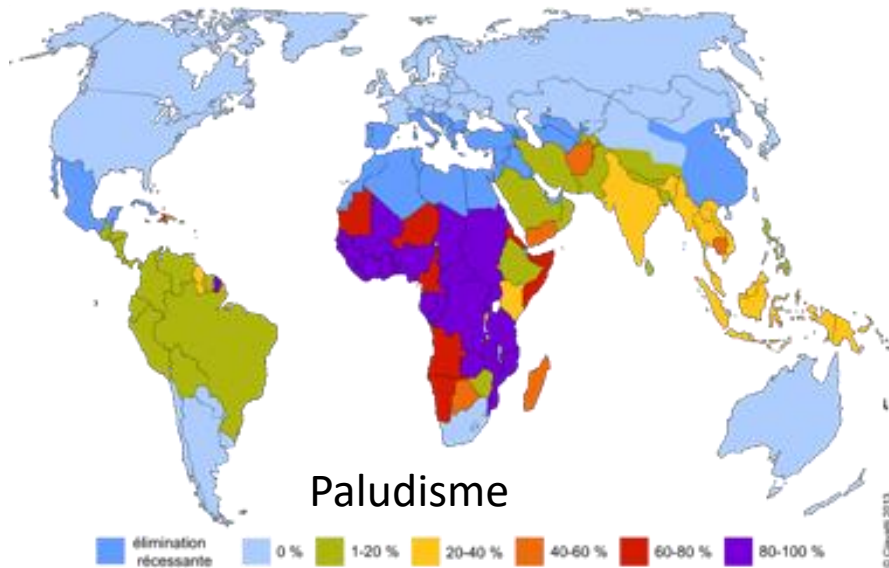 Paludisme
élimination
récessante
0 %
1-20 %
20-40 %
40-60 %
60-80 %
80-100 %